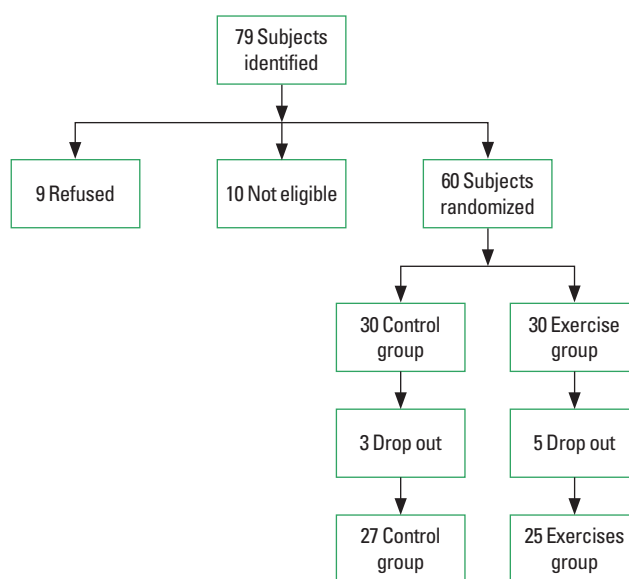 79 Subjects
identified
9 Refused
10 Not eligible
60 Subjects
randomized
30 Control
group
30 Exercise
group
3 Drop out
5 Drop out
27 Control
group
25 Exercises
group